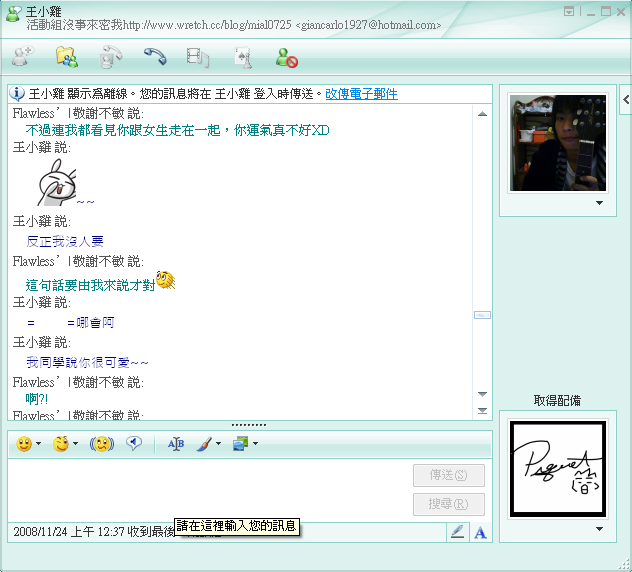 王小雞
活動組沒事來密我http://www.wretch.cc/blog/mial0725 <giancarlo1927@hotmail.com>
王小雞 顯示為離線。您的訊息將在 王小雞 登入時傳送。改傳電子郵件
Flawless’ |敬謝不敏 說:
不過連我都看見你跟女生走在一起，你運氣真不好XD
王小雞 說:
~~
王小雞 說:
反正我沒人要
Flawless’ |敬謝不敏 說:
這句話要由我來說才對
王小雞 說:
= =哪會阿
王小雞 說:
我同學說你很可愛~~
Flawless’ |敬謝不敏 說:
啊?!
Flawless’ |敬謝不敏 說:
取得配備
傳送(S)
搜尋(R)
請在這裡輸入您的訊息
2008/11/24 上午 12:37 收到最後